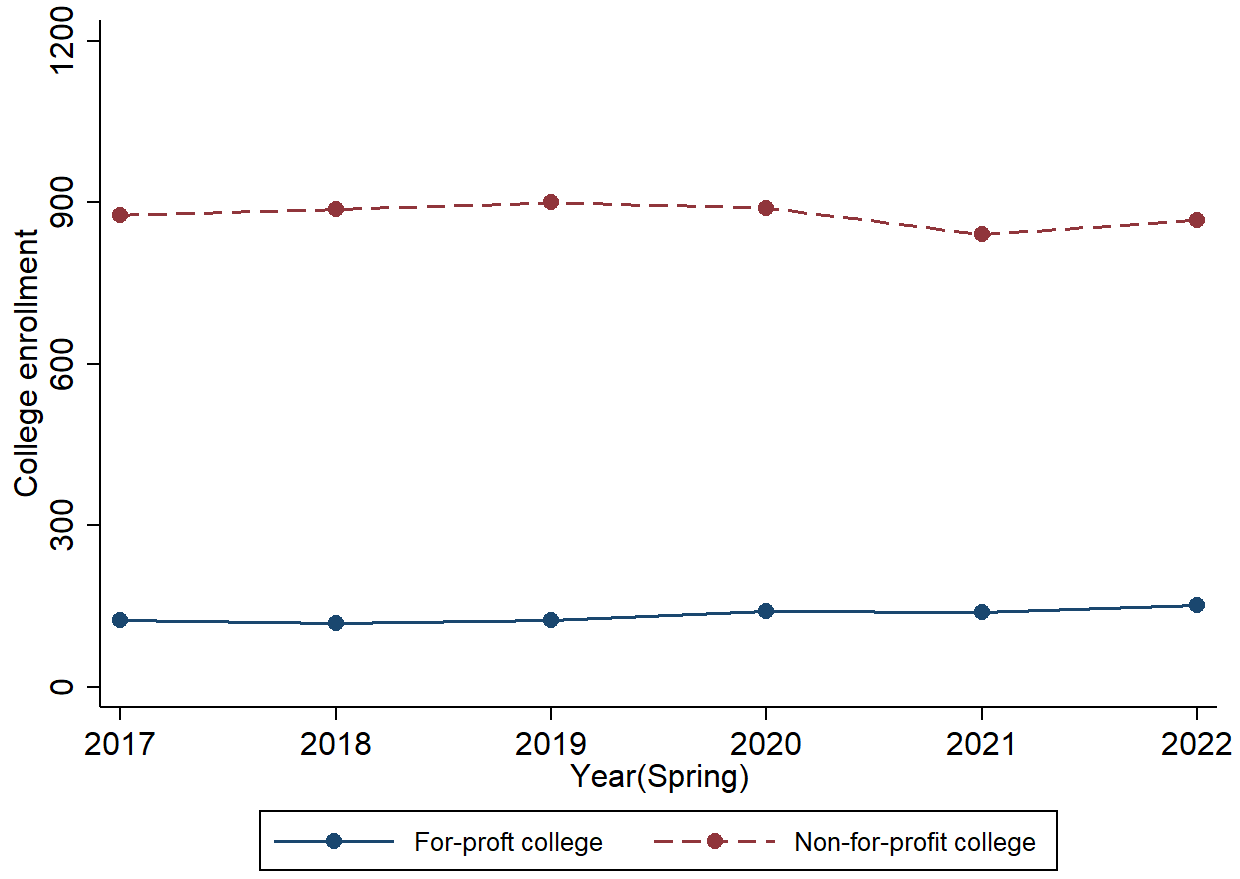 College enrollment
1200
900
600
300
0
2017 2018 2019 2020 2021 2022
Year(Spring)
For-proft college Non-for-profit college